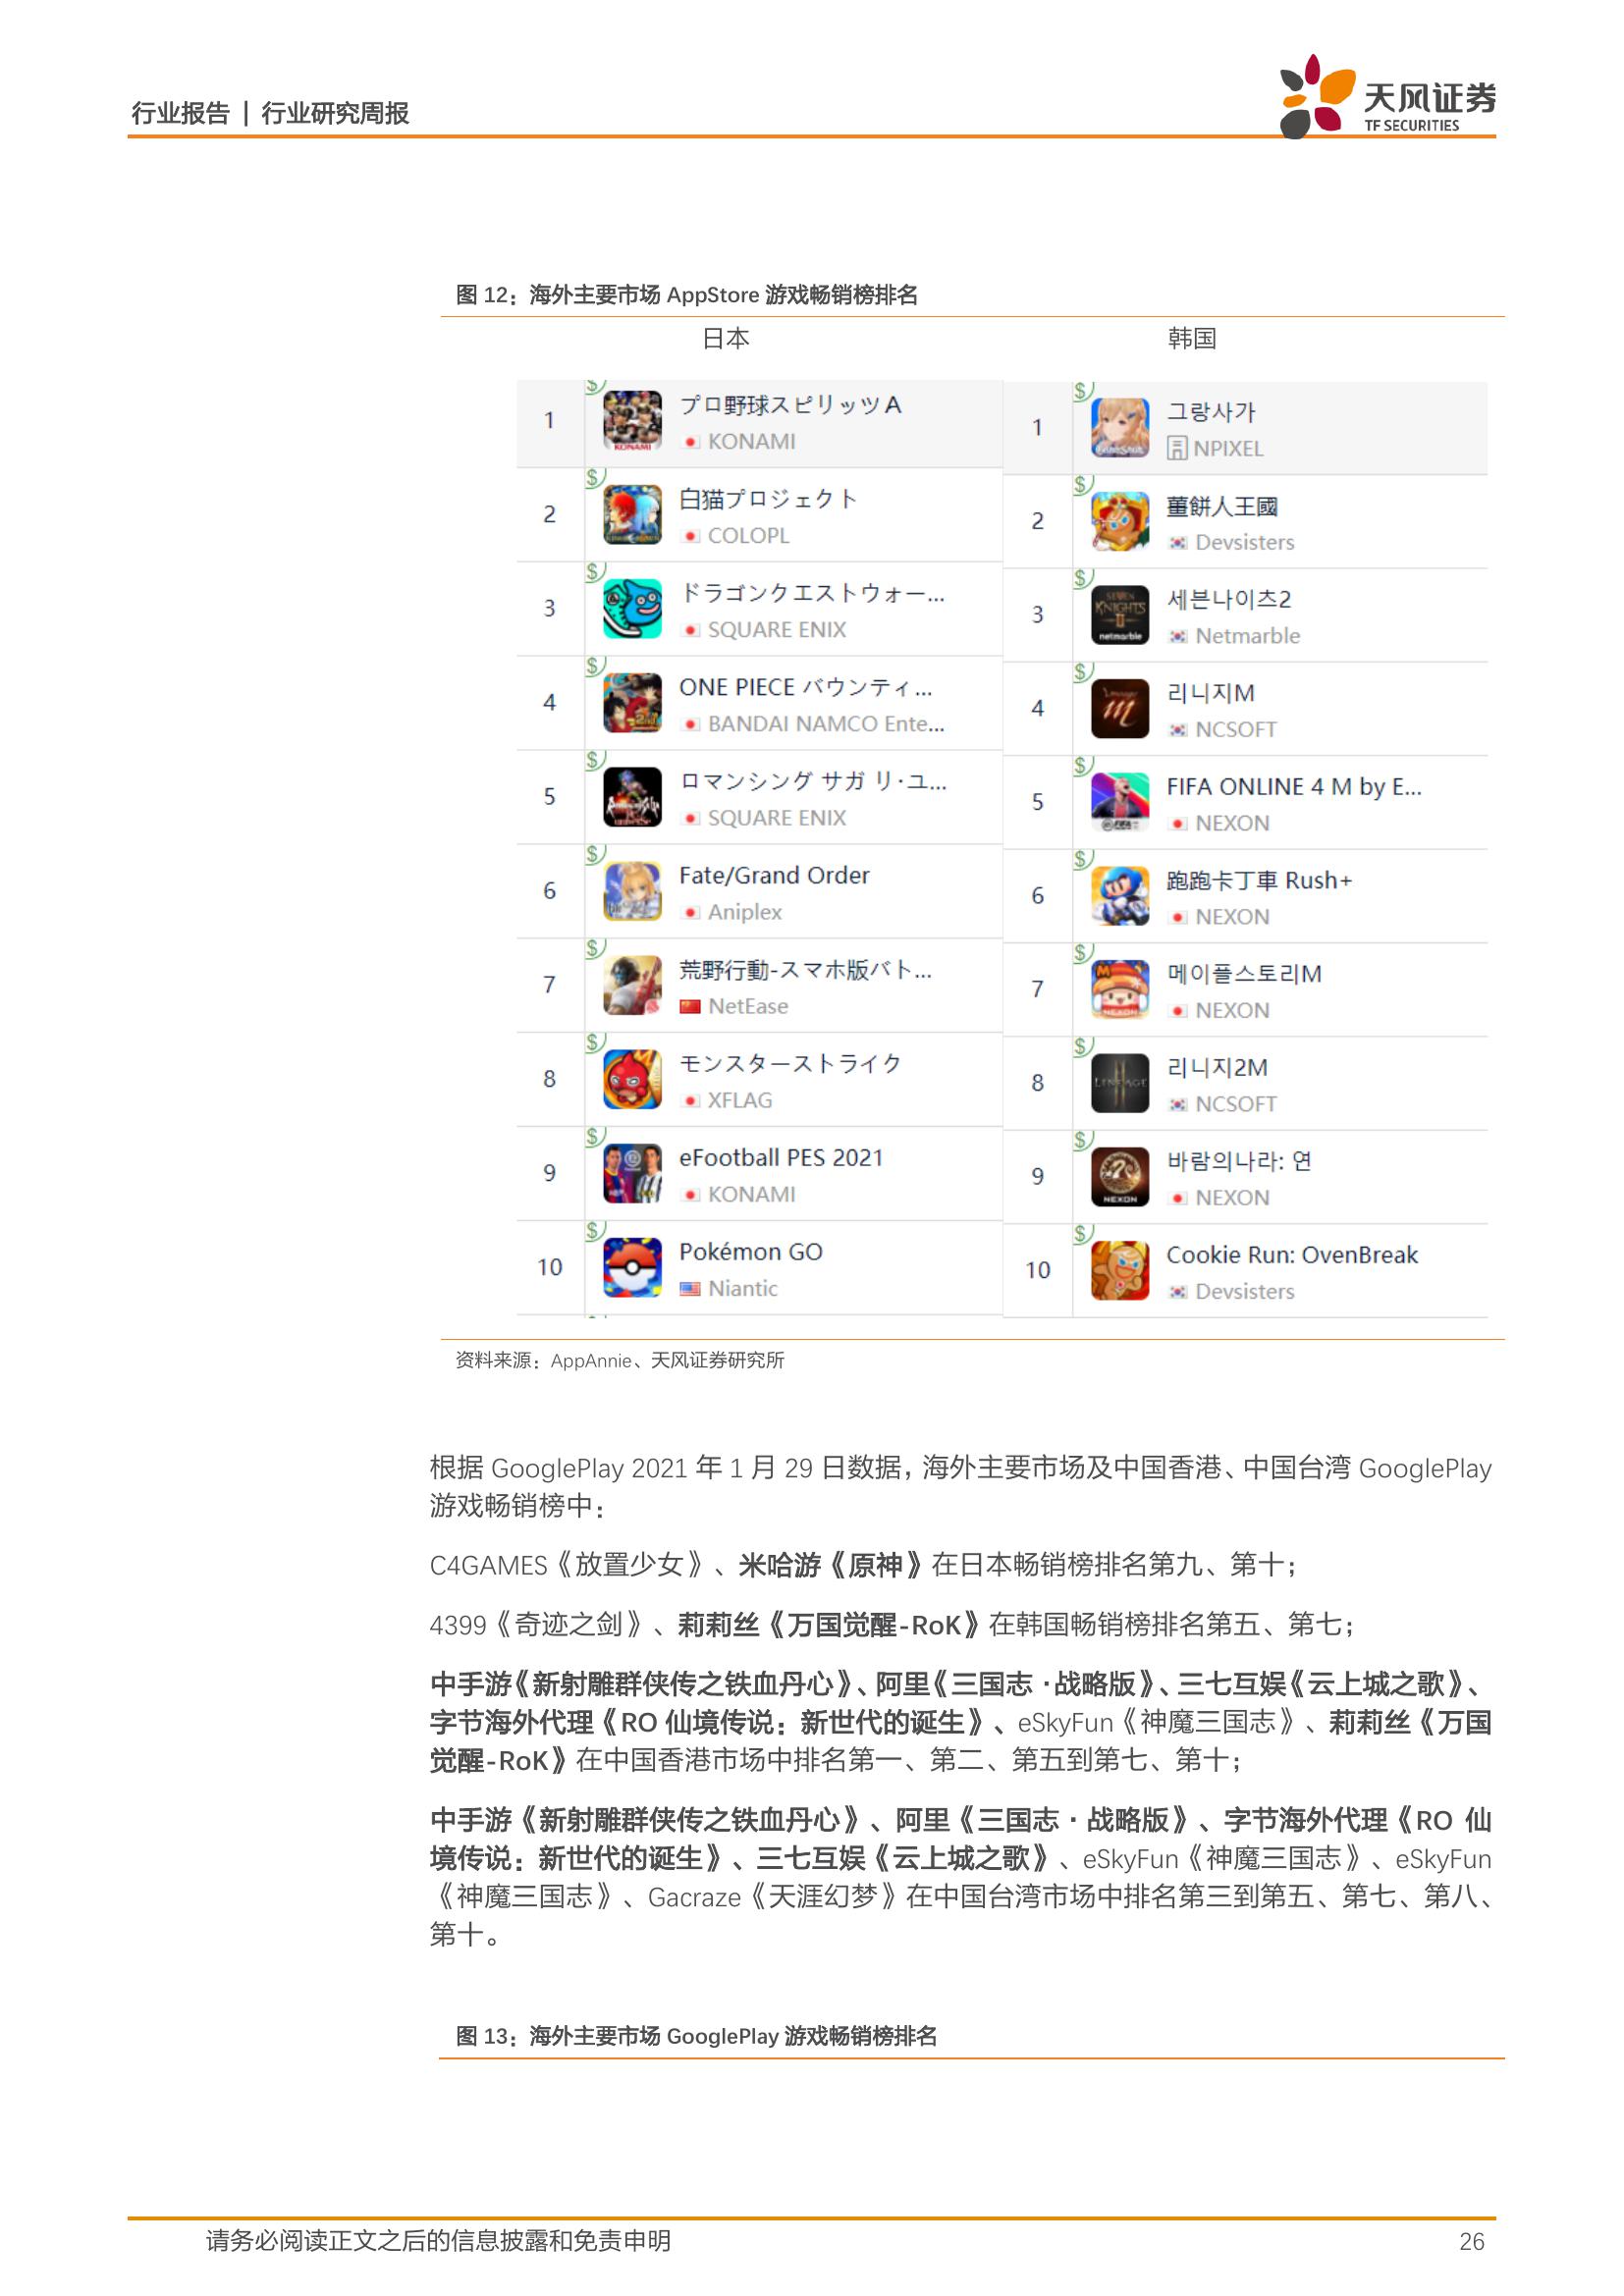 行业报告 | 行业研究周报
天风证券
TF SECURITIES
图 12：海外主要市场 AppStore 游戏畅销榜排名
日本
韩国
1
プロ野球スピリッツＡ
KONAMI
2
白猫プロジェクト
COLOPL
3
ドラゴンクエストウォー...
SQUARE ENIX
4
ONE PIECE バウンティ...
BANDAI NAMCO Ente...
5
ロマンシング サガ リ·ユ...
SQUARE ENIX
6
Fate/Grand Order
Aniplex
7
荒野行動-スマホ版バト...
NetEase
8
モンスターストライク
XFLAG
9
eFootball PES 2021
KONAMI
10
Pokémon GO
Niantic
1
그랑사가
NPIXEL
2
薑餅人王國
Devsisters
3
세븐나이츠2
Netmarble
4
리니지M
NCSOFT
5
FIFA ONLINE 4 M by E...
NEXON
6
跑跑卡丁車 Rush+
NEXON
7
메이플스토리M
NEXON
8
리니지2M
NCSOFT
9
바람의나라: 연
NEXON
10
Cookie Run: OvenBreak
Devsisters
资料来源：AppAnnie、天风证券研究所
根据 GooglePlay 2021 年 1 月 29 日数据，海外主要市场及中国香港、中国台湾 GooglePlay
游戏畅销榜中：
C4GAMES《放置少女》、米哈游《原神》在日本畅销榜排名第九、第十；
4399《奇迹之剑》、莉莉丝《万国觉醒-RoK》在韩国畅销榜排名第五、第七；
中手游《新射雕群侠传之铁血丹心》、阿里《三国志·战略版》、三七互娱《云上城之歌》、
字节海外代理《RO 仙境传说：新世代的诞生》、eSkyFun《神魔三国志》、莉莉丝《万国
觉醒-RoK》在中国香港市场中排名第一、第二、第五到第七、第十；
中手游《新射雕群侠传之铁血丹心》、阿里《三国志·战略版》、字节海外代理《RO 仙
境传说：新世代的诞生》、三七互娱《云上城之歌》、eSkyFun《神魔三国志》、eSkyFun
《神魔三国志》、Gacraze《天涯幻梦》在中国台湾市场中排名第三到第五、第七、第八、
第十。
图 13：海外主要市场 GooglePlay 游戏畅销榜排名
请务必阅读正文之后的信息披露和免责申明
26